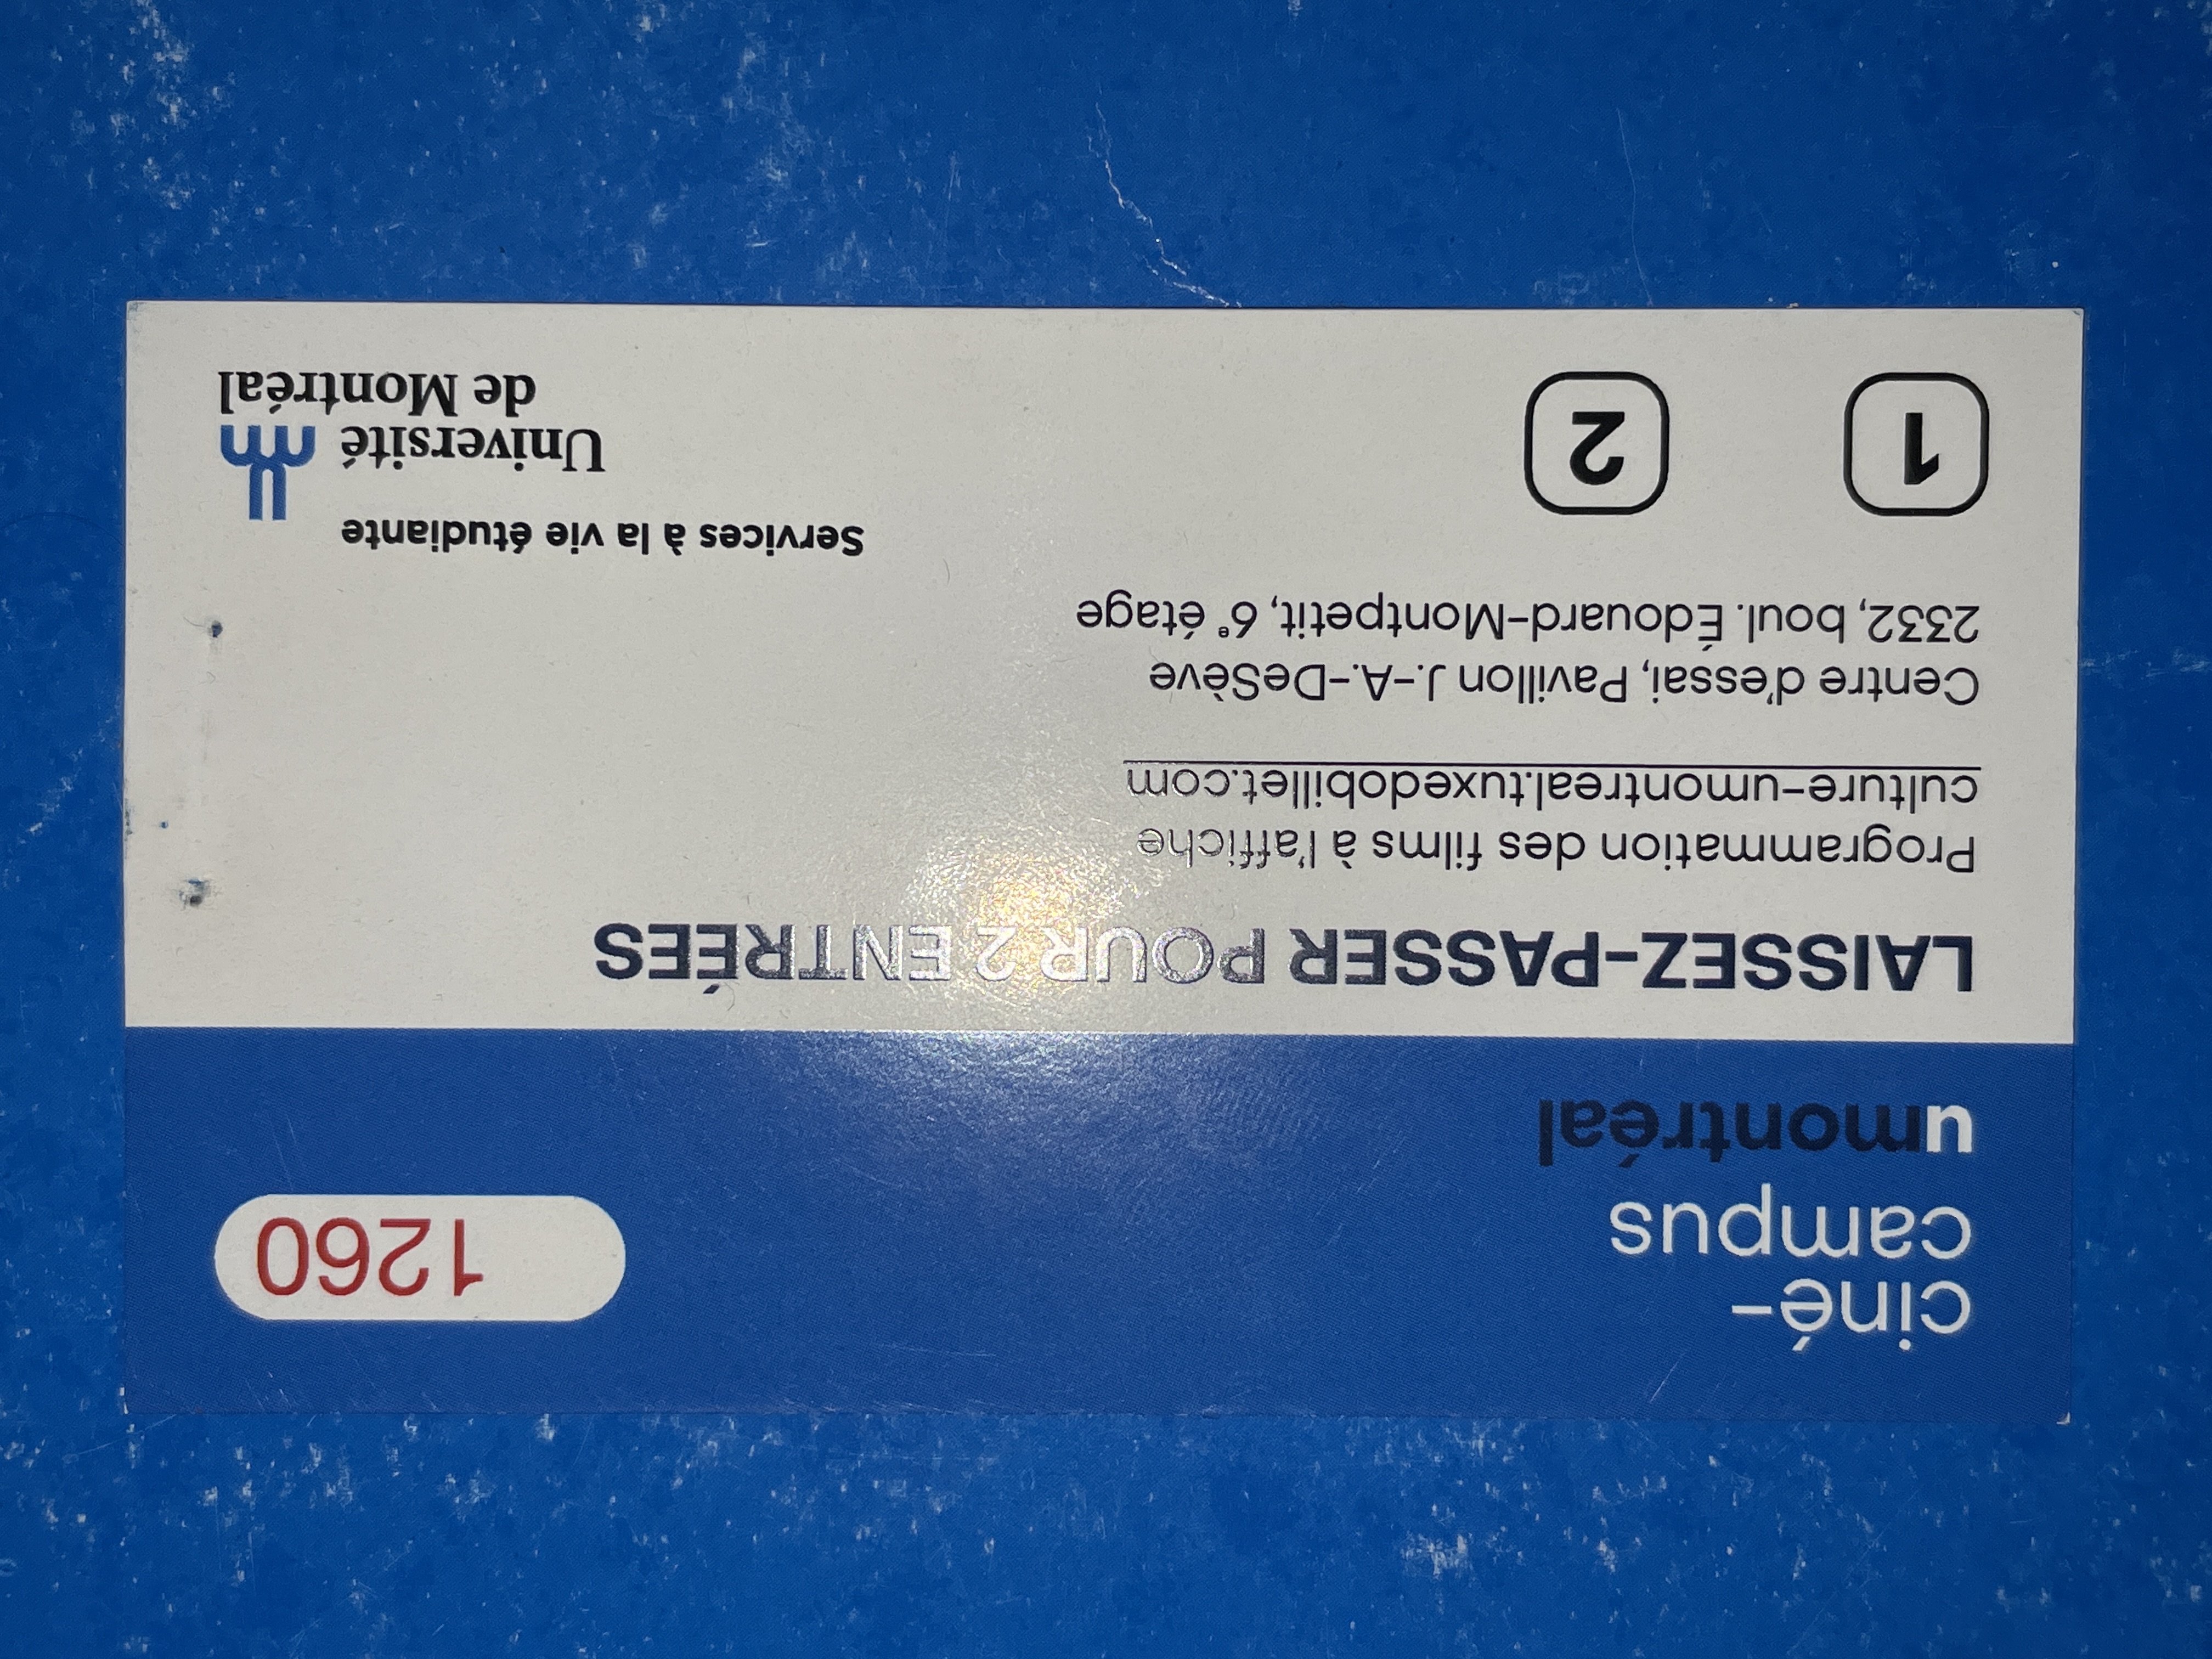 ciné-
campus
umontréal
1260
LAISSEZ-PASSER POUR 2 ENTRÉES
Programmation des films à l'affiche
culture-umontreal.tuxedobillet.com
Centre d'essai, Pavillon J.-A.-DeSève
2332, boul. Édouard-Montpetit, 6e étage
1
2
Services à la vie étudiante
Université
de Montréal